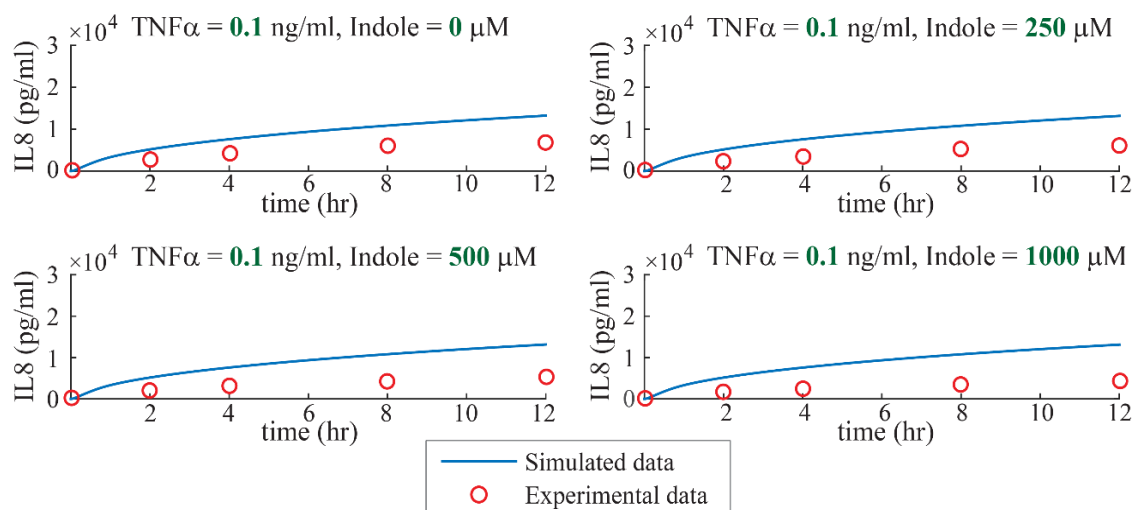 ×10⁴ TNFα = 0.1 ng/ml, Indole = 0 μM
IL8 (pg/ml)
3
2
1
0
2 4 6 8 10 12
time (hr)
×10⁴ TNFα = 0.1 ng/ml, Indole = 250 μM
IL8 (pg/ml)
3
2
1
0
2 4 6 8 10 12
time (hr)
×10⁴ TNFα = 0.1 ng/ml, Indole = 500 μM
IL8 (pg/ml)
3
2
1
0
2 4 6 8 10 12
time (hr)
×10⁴ TNFα = 0.1 ng/ml, Indole = 1000 μM
IL8 (pg/ml)
3
2
1
0
2 4 6 8 10 12
time (hr)
Simulated data
Experimental data